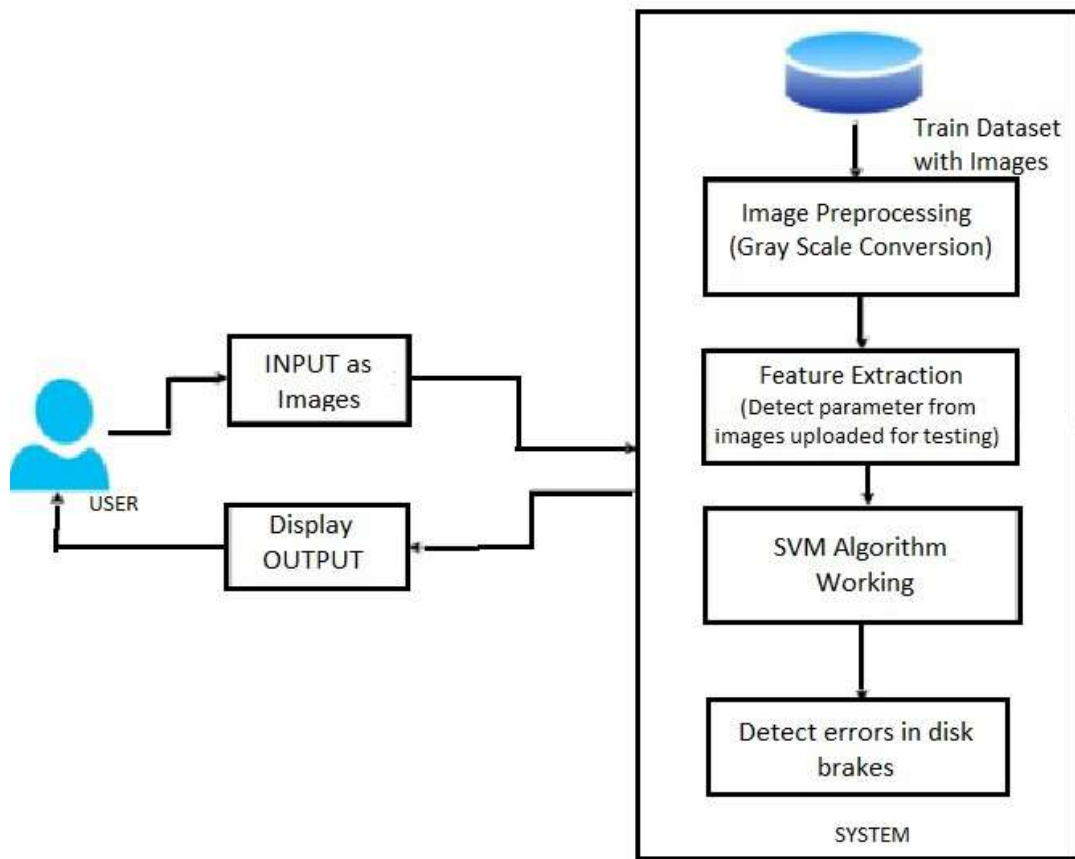 Train Dataset
with Images
Image Preprocessing
(Gray Scale Conversion)
Feature Extraction
(Detect parameter from
images uploaded for testing)
SVM Algorithm
Working
Detect errors in disk
brakes
SYSTEM
INPUT as
Images
USER
Display
OUTPUT